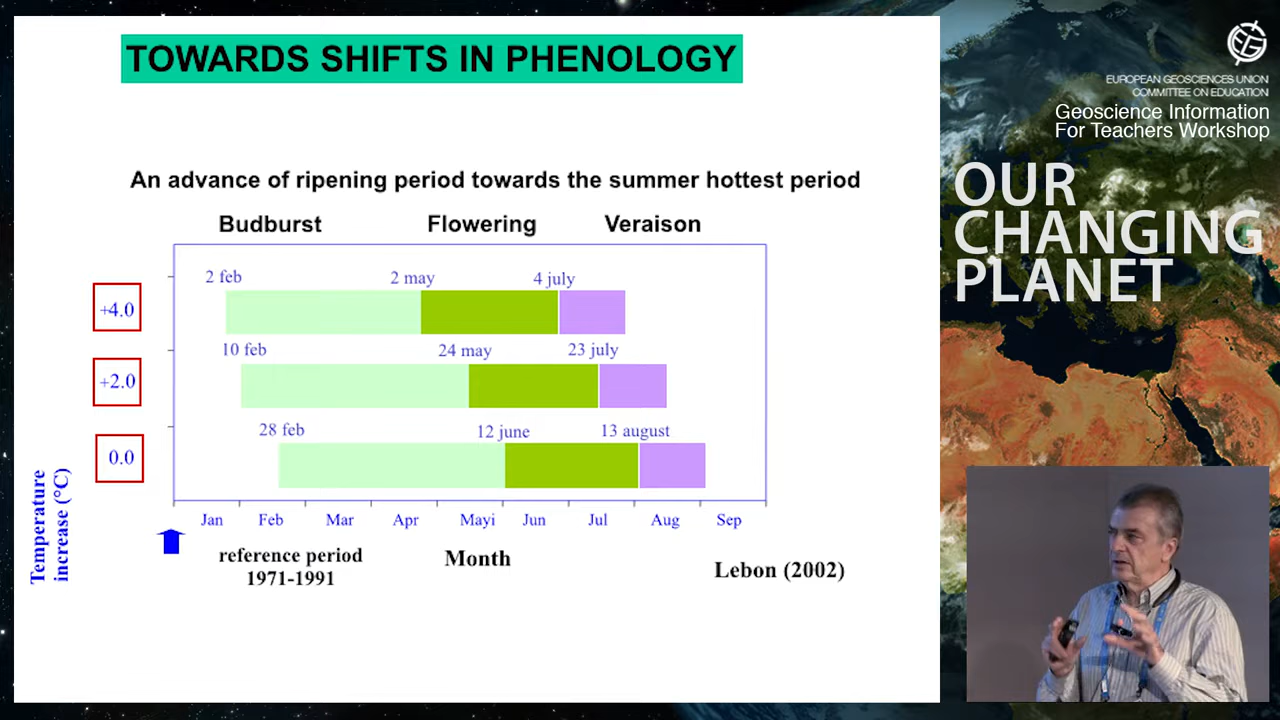 TOWARDS SHIFTS IN PHENOLOGY
An advance of ripening period towards the summer hottest period
Budburst Flowering Veraison
2 feb 2 may 4 july
+4.0
10 feb 24 may 23 july
+2.0
28 feb 12 june 13 august
0.0
Temperature
increase (°C)
Jan Feb Mar Apr Mayi Jun Jul Aug Sep
reference period
1971-1991
Month
Lebon (2002)
EGU
EUROPEAN GEOSCIENCES UNION
COMMITTEE ON EDUCATION
Geoscience Information
For Teachers Workshop
OUR
CHANGING
PLANET